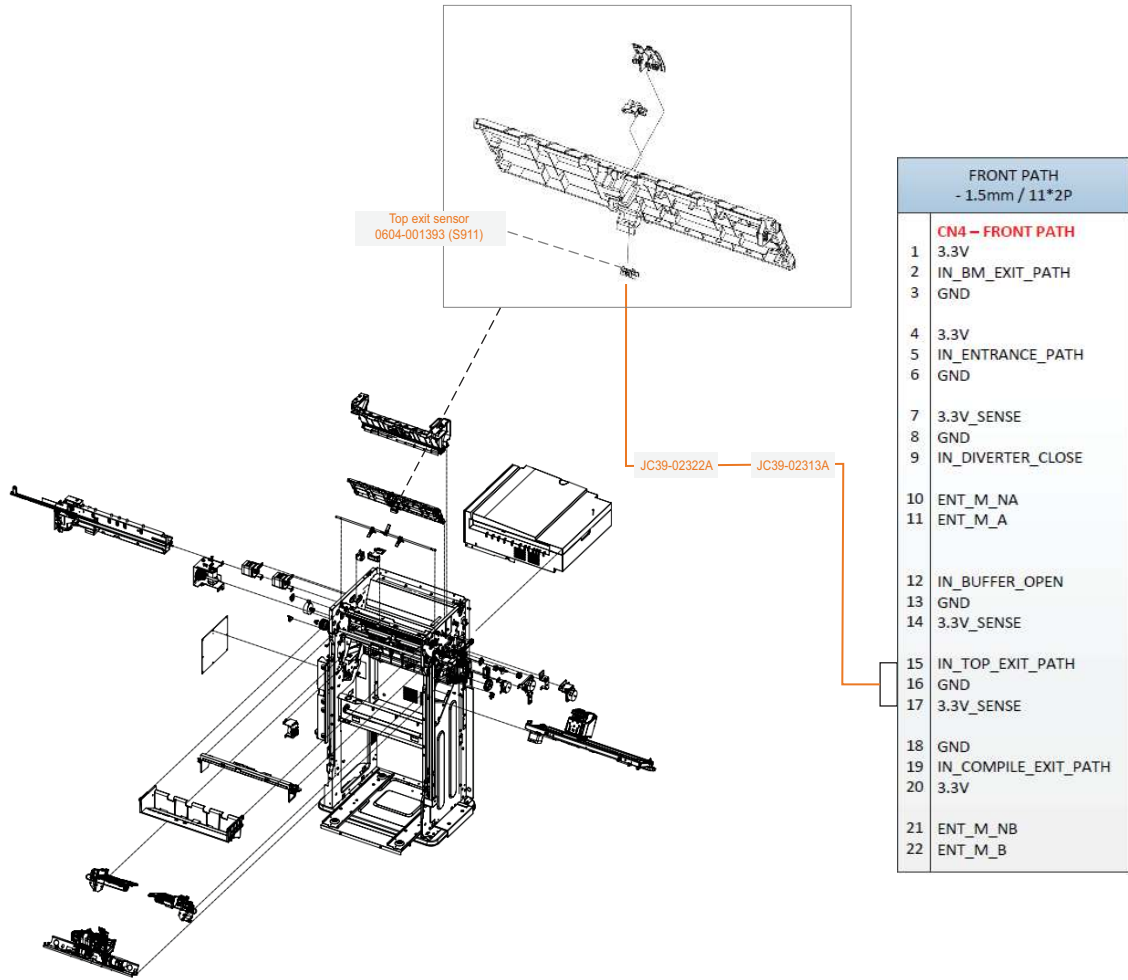 Top exit sensor
0604-001393 (S911)
JC39-02322A
JC39-02313A
FRONT PATH
- 1.5mm / 11*2P
CN4 – FRONT PATH
1 3.3V
2 IN_BM_EXIT_PATH
3 GND
4 3.3V
5 IN_ENTRANCE_PATH
6 GND
7 3.3V_SENSE
8 GND
9 IN_DIVERTER_CLOSE
10 ENT_M_NA
11 ENT_M_A
12 IN_BUFFER_OPEN
13 GND
14 3.3V_SENSE
15 IN_TOP_EXIT_PATH
16 GND
17 3.3V_SENSE
18 GND
19 IN_COMPILE_EXIT_PATH
20 3.3V
21 ENT_M_NB
22 ENT_M_B